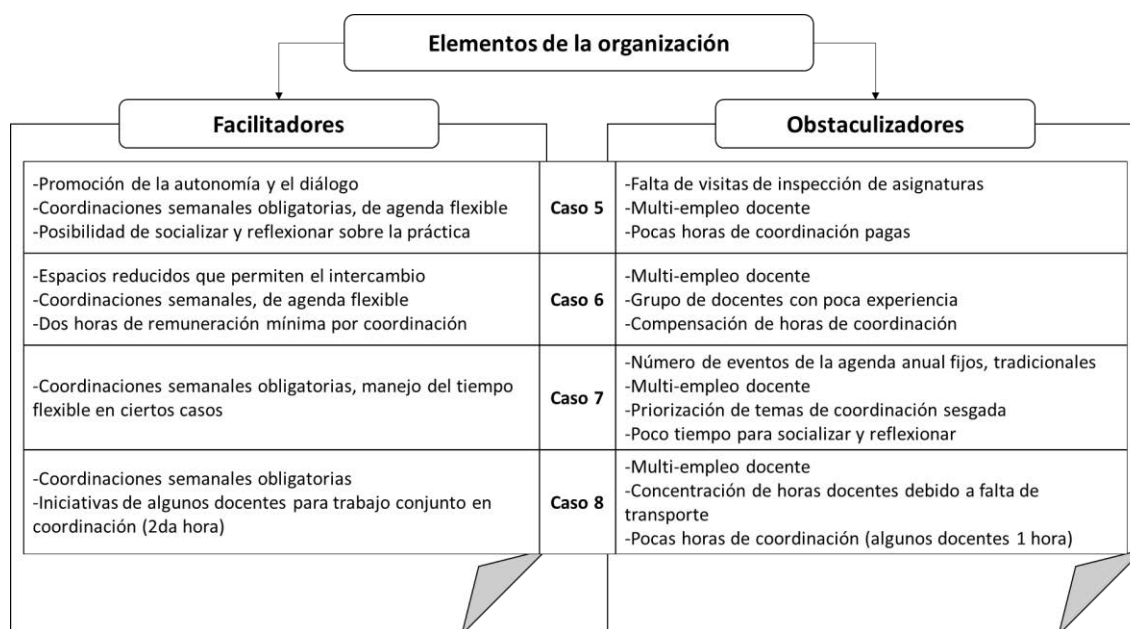 Elementos de la organización
Facilitadores
Obstaculizadores
-Promoción de la autonomía y el diálogo
-Coordinaciones semanales obligatorias, de agenda flexible
-Posibilidad de socializar y reflexionar sobre la práctica
Caso 5
-Falta de visitas de inspección de asignaturas
-Multi-empleo docente
-Pocas horas de coordinación pagas
-Espacios reducidos que permiten el intercambio
-Coordinaciones semanales, de agenda flexible
-Dos horas de remuneración mínima por coordinación
Caso 6
-Multi-empleo docente
-Grupo de docentes con poca experiencia
-Compensación de horas de coordinación
-Coordinaciones semanales obligatorias, manejo del tiempo
flexible en ciertos casos
Caso 7
-Número de eventos de la agenda anual fijos, tradicionales
-Multi-empleo docente
-Priorización de temas de coordinación sesgada
-Poco tiempo para socializar y reflexionar
-Coordinaciones semanales obligatorias
-Iniciativas de algunos docentes para trabajo conjunto en
coordinación (2da hora)
Caso 8
-Multi-empleo docente
-Concentración de horas docentes debido a falta de
transporte
-Pocas horas de coordinación (algunos docentes 1 hora)